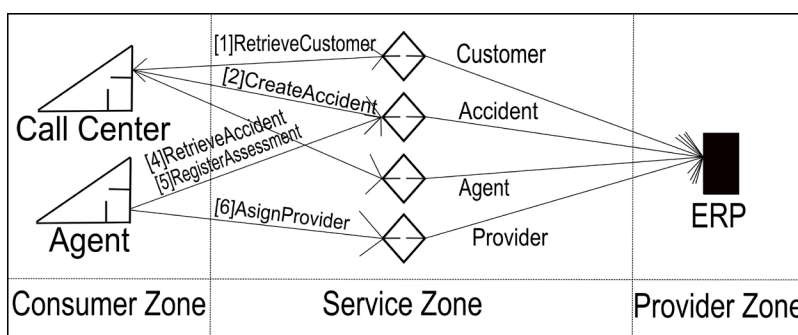 [1]RetrieveCustomer
Customer
[2]CreateAccident
Accident
Call Center
[4]RetrieveAccident
[5]RegisterAssessment
Agent
[6]AsignProvider
Agent
Provider
ERP
Consumer Zone
Service Zone
Provider Zone